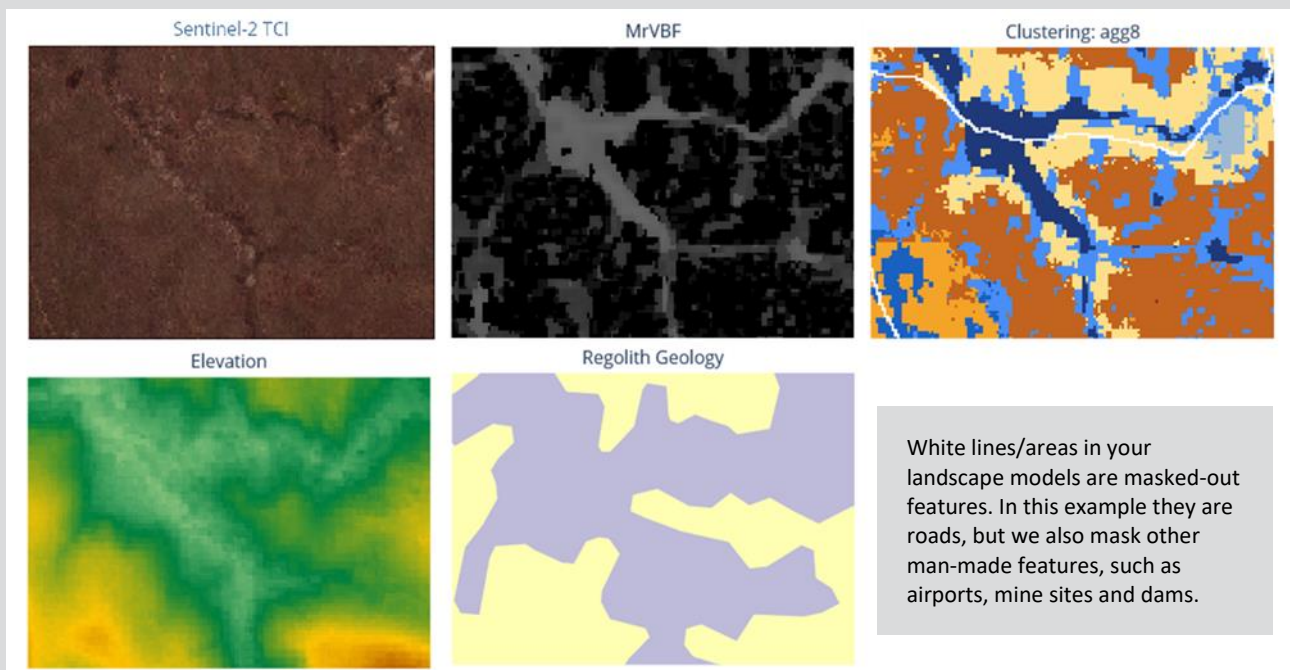 Sentinel-2 TCI
MrVBF
Clustering: agg8
Elevation
Regolith Geology
White lines/areas in your
landscape models are masked-out
features. In this example they are
roads, but we also mask other
man-made features, such as
airports, mine sites and dams.